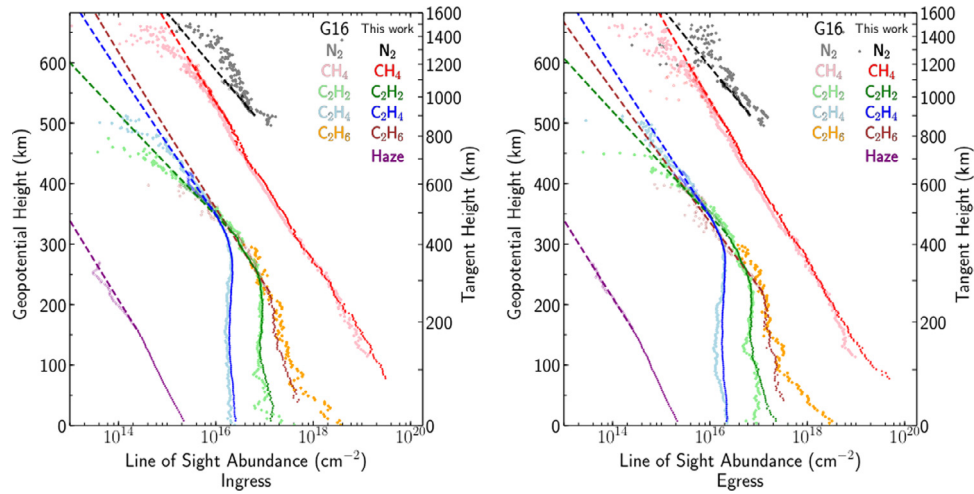 G16 This work
N2 N2
CH4 CH4
C2H2 C2H2
C2H4 C2H4
C2H6 C2H6
Haze
Geopotential Height (km)
600
500
400
300
200
100
0
1600
1400
1200
1000
800
600
400
200
0
Tangent Height (km)
10^14 10^16 10^18 10^20
Line of Sight Abundance (cm^−2)
Ingress
G16 This work
N2 N2
CH4 CH4
C2H2 C2H2
C2H4 C2H4
C2H6 C2H6
Haze
Geopotential Height (km)
600
500
400
300
200
100
0
1600
1400
1200
1000
800
600
400
200
0
Tangent Height (km)
10^14 10^16 10^18 10^20
Line of Sight Abundance (cm^−2)
Egress